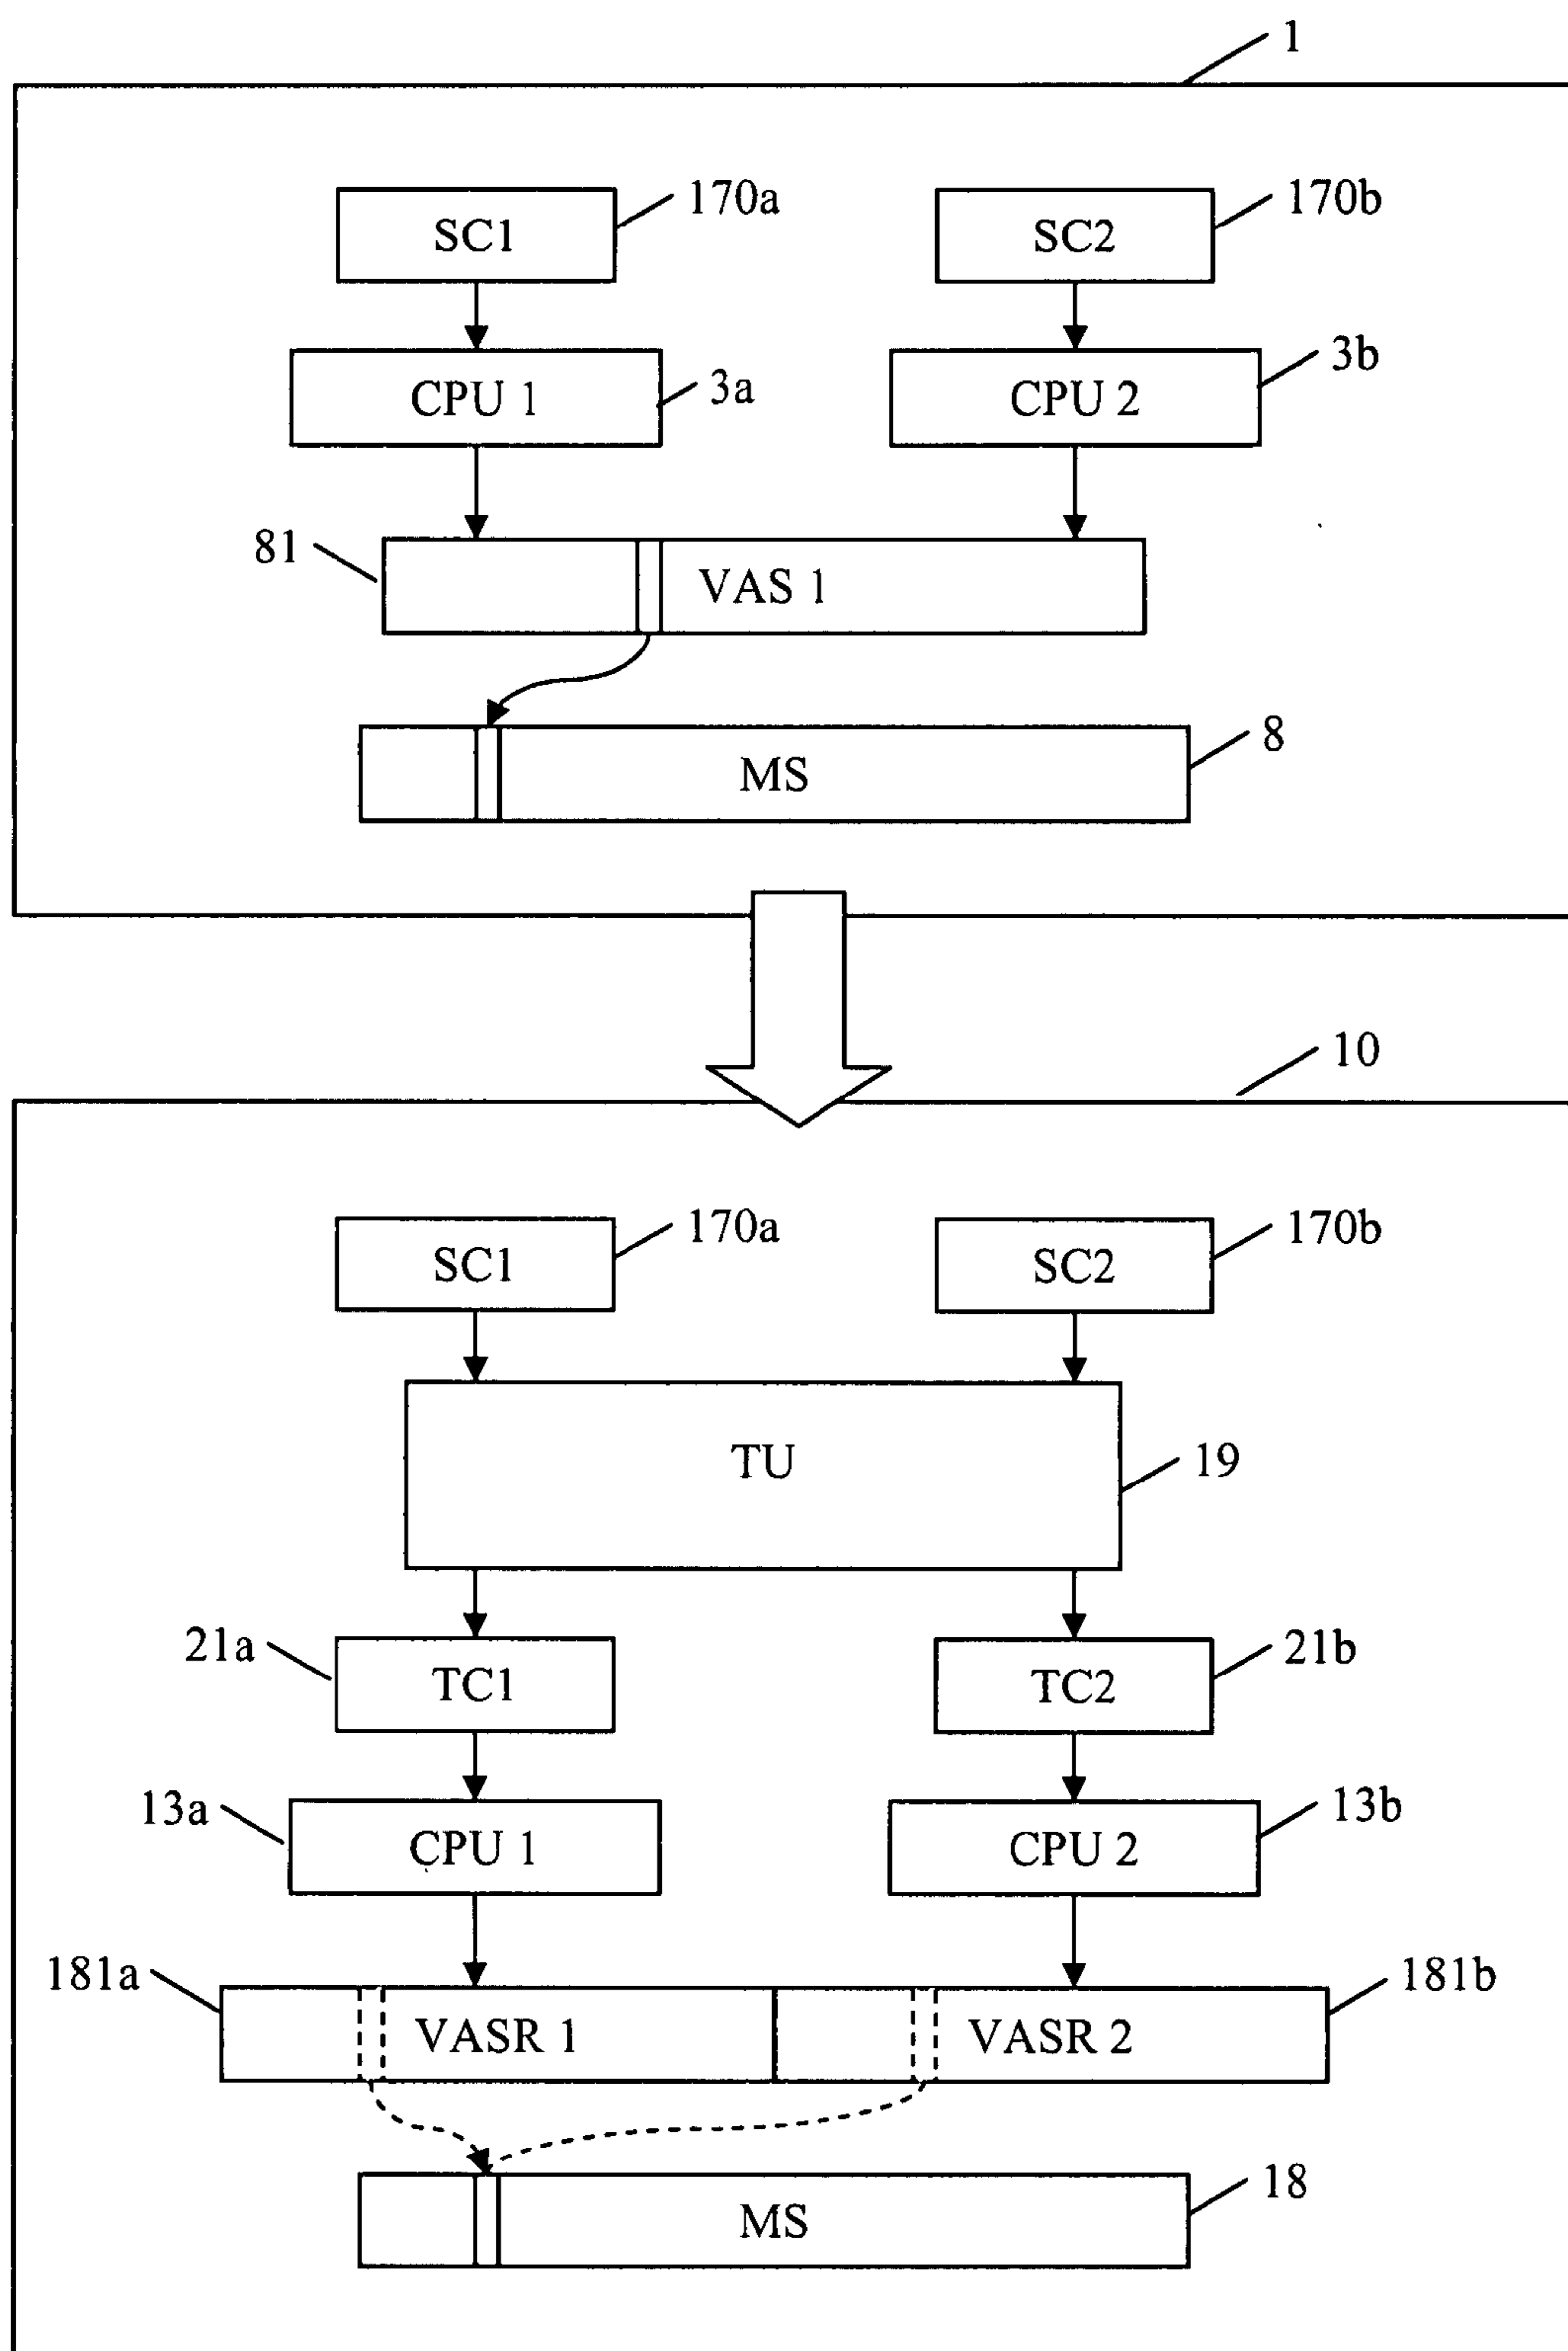 1
SC1
170a
SC2
170b
CPU 1
3a
CPU 2
3b
81
VAS 1
MS
8
10
SC1
170a
SC2
170b
TU
19
21a
TC1
TC2
21b
13a
CPU 1
CPU 2
13b
181a
VASR 1
VASR 2
181b
MS
18